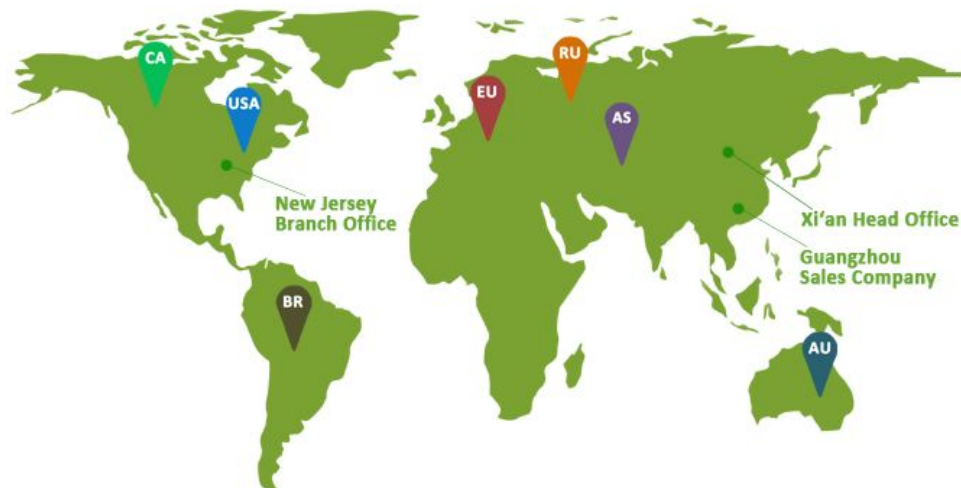 CA
RU
USA
EU
AS
New Jersey
Branch Office
Xi‘an Head Office
Guangzhou
Sales Company
BR
AU